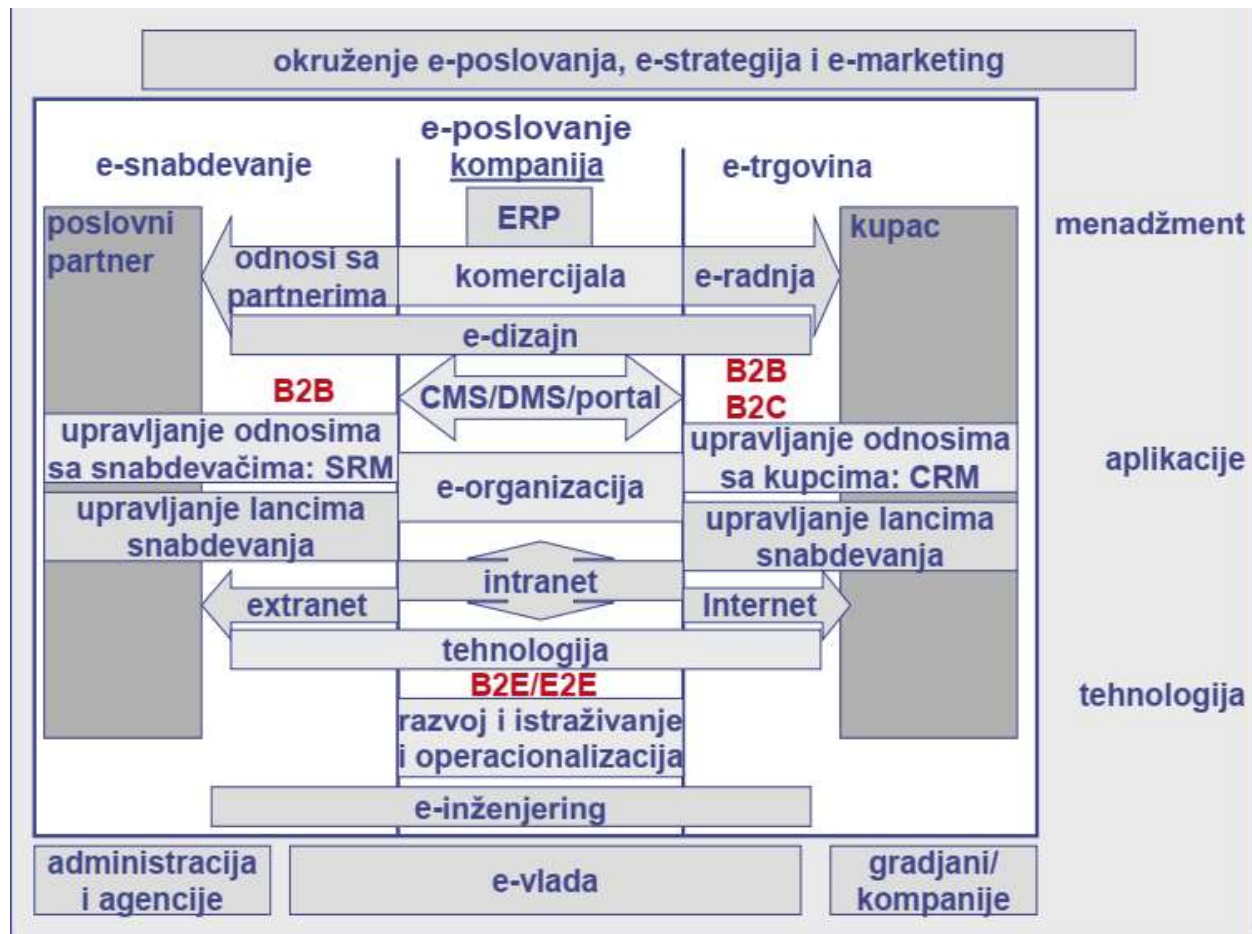 okruženje e-poslovanja, e-strategija i e-marketing
e-poslovanje
e-snabdevanje
kompanija
e-trgovina
ERP
poslovni
partner
kupac
menadžment
odnosi sa
partnerima
komercijala
e-radnja
e-dizajn
B2B
CMS/DMS/portal
B2B
B2C
upravljanje odnosima
sa snabdevačima: SRM
e-organizacija
upravljanje odnosima
sa kupcima: CRM
aplikacije
upravljanje lancima
snabdevanja
upravljanje lancima
snabdevanja
intranet
extranet
Internet
tehnologija
B2E/E2E
tehnologija
razvoj i istraživanje
i operacionalizacija
e-inženjering
administracija
i agencije
e-vlada
gradjani/
kompanije